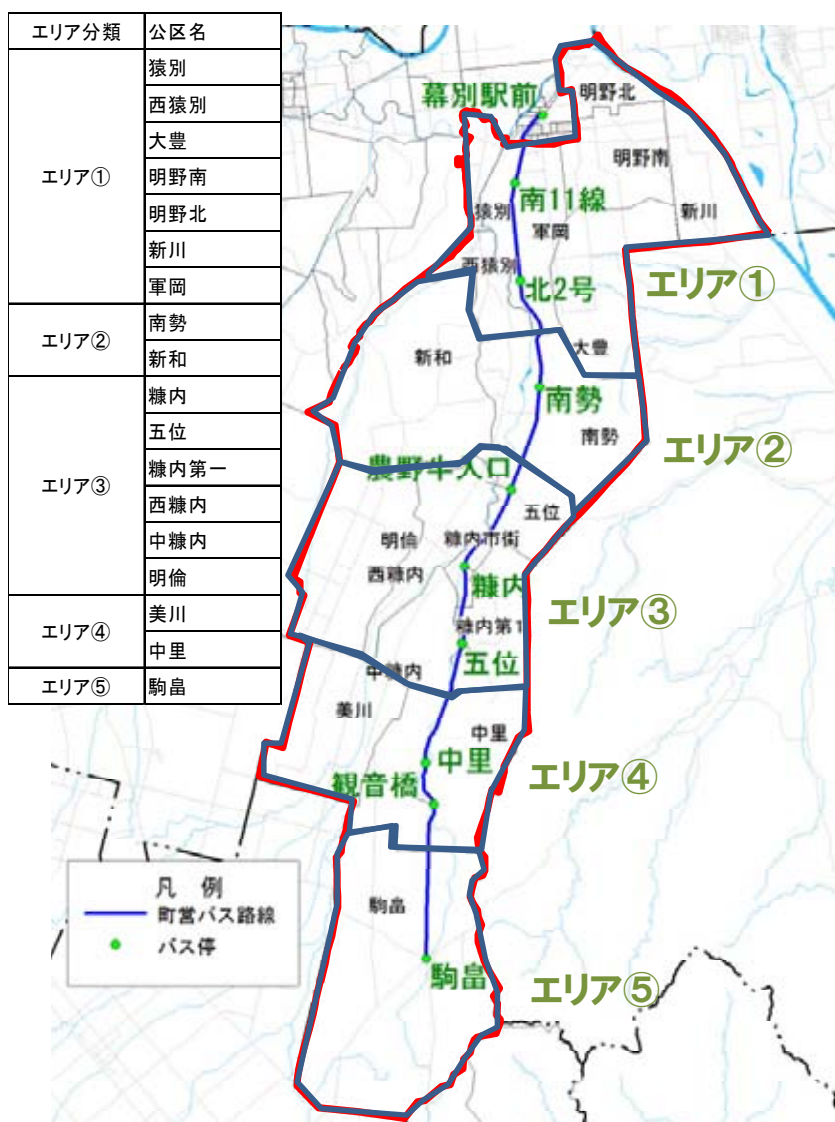 エリア分類 公区名
エリア① 猿別
西猿別
大豊
明野南
明野北
新川
軍岡
エリア② 南勢
新和
エリア③ 糠内
五位
糠内第一
西糠内
中糠内
明倫
エリア④ 美川
中里
エリア⑤ 駒畠
幕別駅前
明野北
明野南
南11線
猿別
新川
軍岡
西猿別
北2号
エリア①
大豊
新和
南勢
南勢
エリア②
農野牛入口
五位
明倫
糠内市街
西糠内
糠内
エリア③
糠内第1
五位
中糠内
美川
中里
中里
エリア④
観音橋
凡 例
町営バス路線
バス停
駒畠
駒畠
エリア⑤